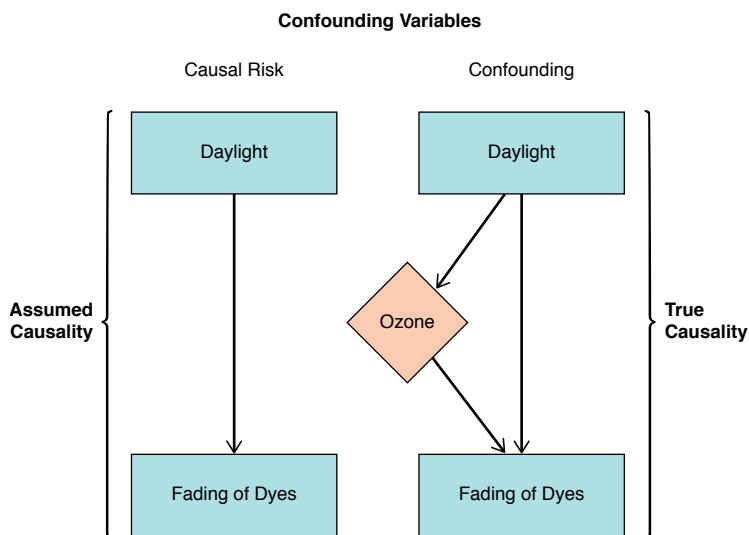 Confounding Variables
Causal Risk
Confounding
Daylight
Daylight
Assumed
Causality
Ozone
True
Causality
Fading of Dyes
Fading of Dyes